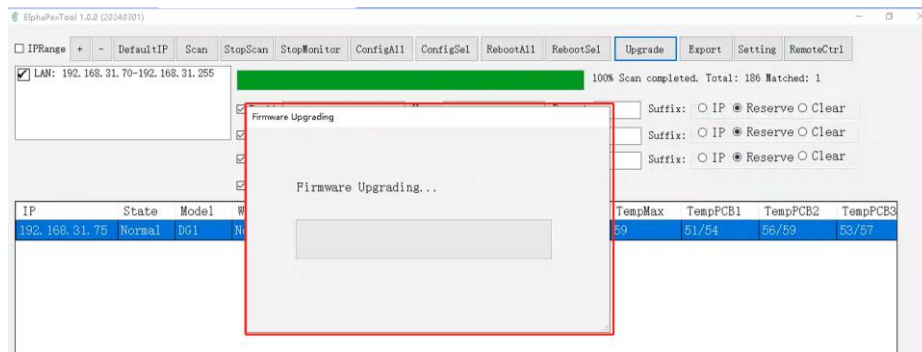 ElphaPexTool 1.0.0 (20240301)
IPRange + - DefaultIP Scan StopScan StopMonitor ConfigAll ConfigSel RebootAll RebootSel Upgrade Export Setting RemoteCtrl
LAN: 192.168.31.70-192.168.31.255
100% Scan completed. Total: 186 Matched: 1
Suffix: IP Reserve Clear
Firmware Upgrading
Suffix: IP Reserve Clear
Suffix: IP Reserve Clear
Firmware Upgrading...
IP State Model TempMax TempPCB1 TempPCB2 TempPCB3
192.168.31.75 Normal DG1 59 51/54 56/59 53/57